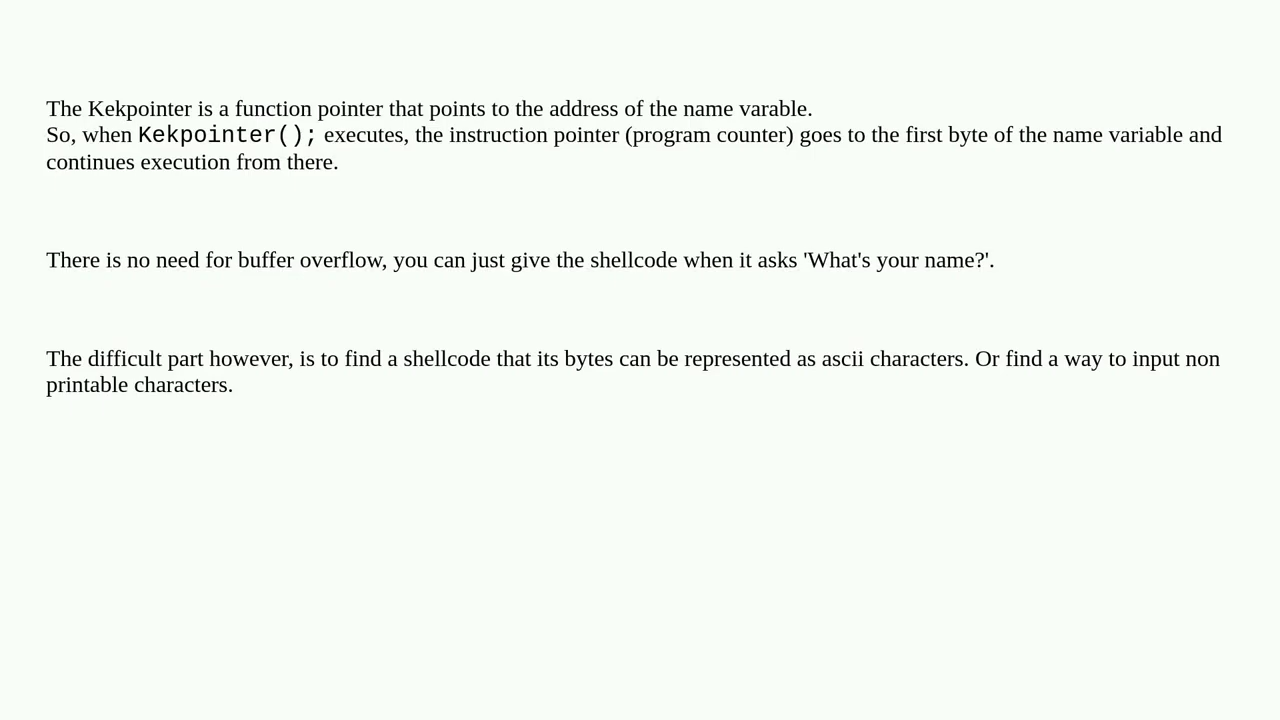 The Kekpointer is a function pointer that points to the address of the name varable.
So, when Kekpointer(); executes, the instruction pointer (program counter) goes to the first byte of the name variable and
continues execution from there.
There is no need for buffer overflow, you can just give the shellcode when it asks 'What's your name?'.
The difficult part however, is to find a shellcode that its bytes can be represented as ascii characters. Or find a way to input non
printable characters.